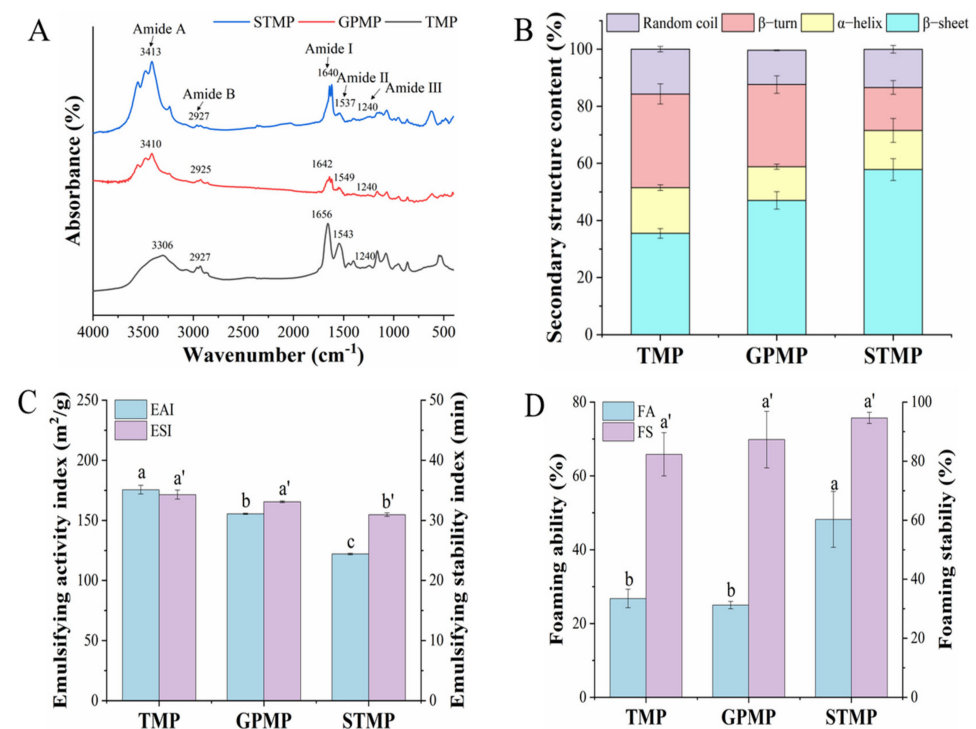 A
STMP GPMP TMP
Amide A
3413
Amide B
2927
Amide I
1640
Amide II
1537
Amide III
1240
3410
2925
1642
1549
1240
3306
2927
1656
1543
1240
Absorbance (%)
4000 3500 3000 2500 2000 1500 1000 500
Wavenumber (cm⁻¹)
B
Random coil β-turn α-helix β-sheet
Secondary structure content (%)
100
80
60
40
20
0
TMP GPMP STMP
C
EAI
ESI
Emulsifying activity index (m²/g)
250
200
150
100
50
0
a a' b a' c b'
50
40
30
20
10
0
Emulsifying stability index (min)
TMP GPMP STMP
D
FA
FS
Foaming ability (%)
80
60
40
20
0
b a' b a' a a'
100
80
60
40
20
0
Foaming stabiliy (%)
TMP GPMP STMP